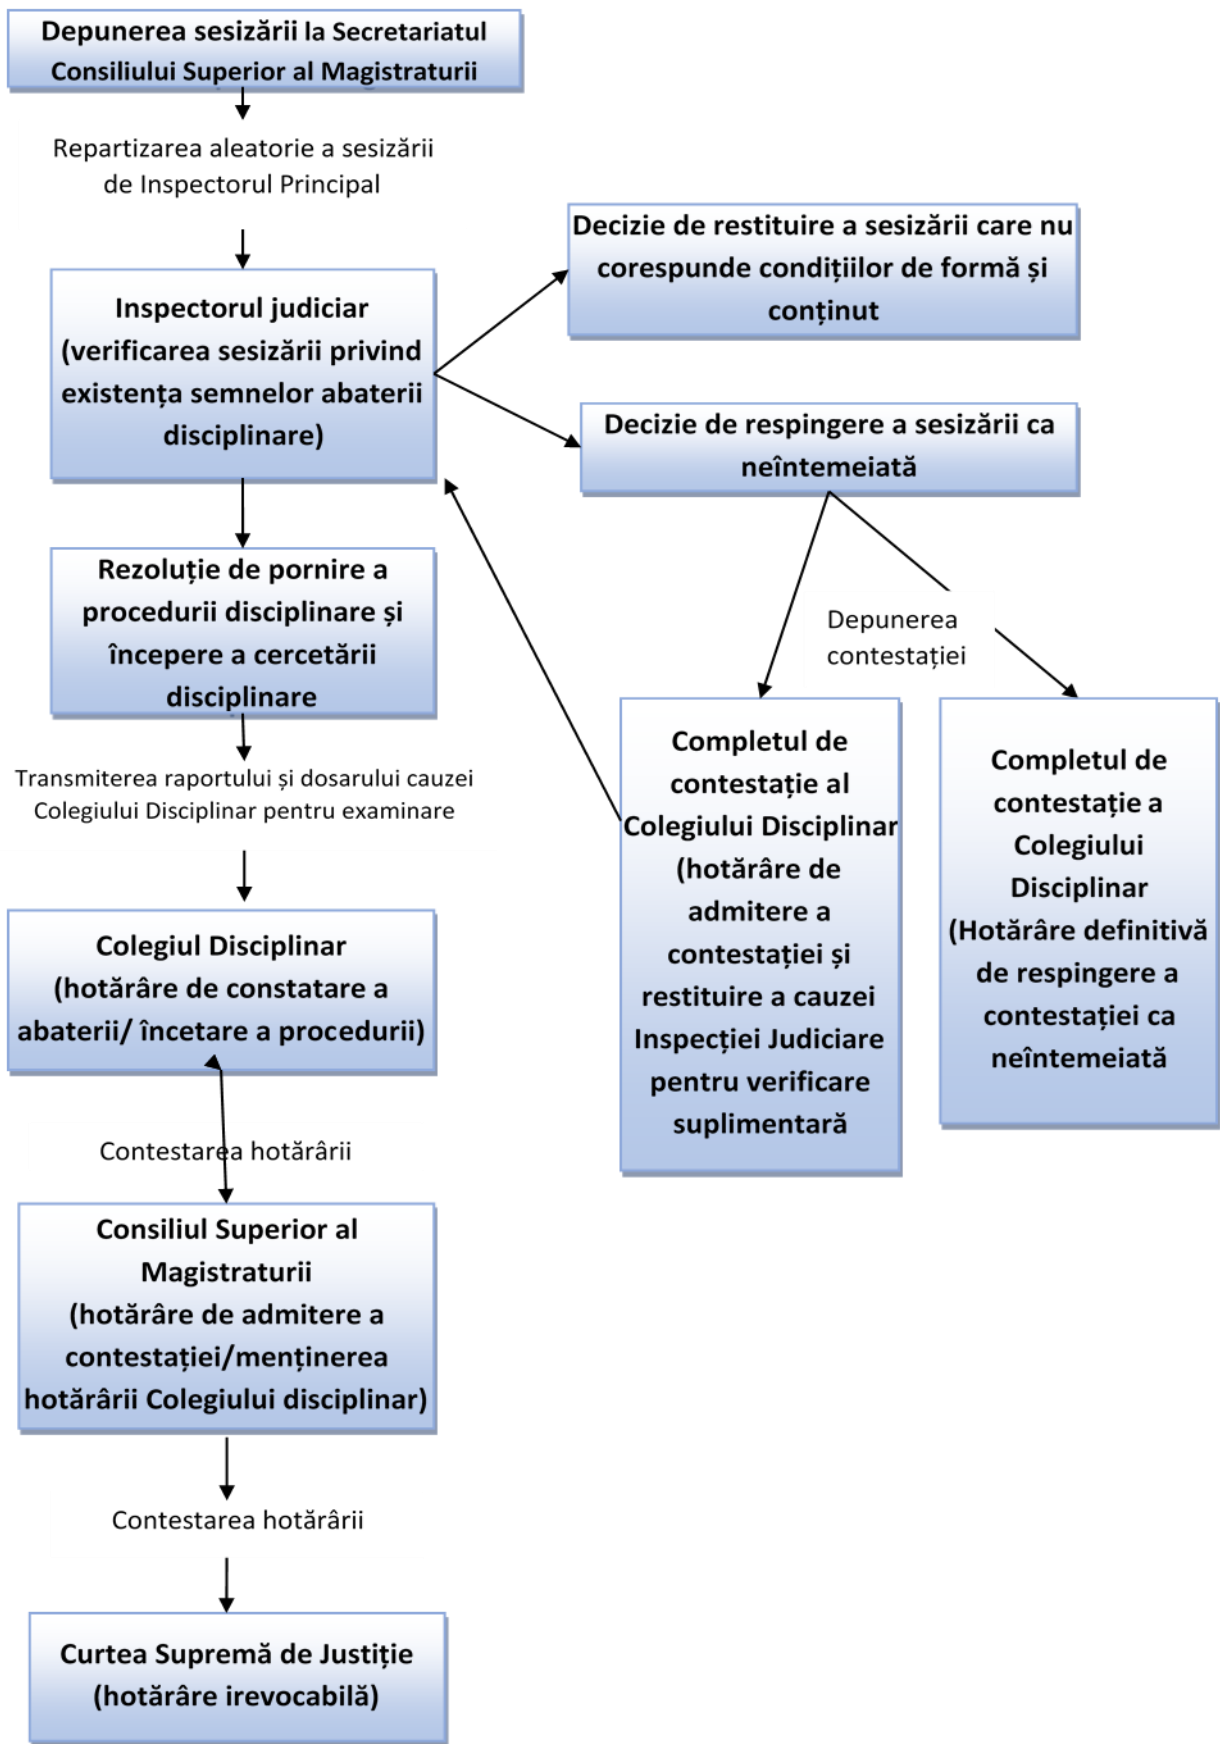 Depunerea sesizării la Secretariatul
Consiliului Superior al Magistraturii
Repartizarea aleatorie a sesizării
de Inspectorul Principal
Inspectorul judiciar
(verificarea sesizării privind
existența semnelor abaterii
disciplinare)
Decizie de restituire a sesizării care nu
corespunde condițiilor de formă și
conținut
Decizie de respingere a sesizării ca
neîntemeiată
Rezoluție de pornire a
procedurii disciplinare și
începere a cercetării
disciplinare
Depunerea
contestației
Transmiterea raportului și dosarului cauzei
Colegiului Disciplinar pentru examinare
Completul de
contestație al
Colegiului Disciplinar
(hotărâre de
admitere a
contestației și
restituire a cauzei
Inspecției Judiciare
pentru verificare
suplimentară
Completul de
contestație a
Colegiului
Disciplinar
(Hotărâre definitivă
de respingere a
contestației ca
neîntemeiată
Colegiul Disciplinar
(hotărâre de constatare a
abaterii/ încetare a procedurii)
Contestarea hotărârii
Consiliul Superior al
Magistraturii
(hotărâre de admitere a
contestației/menținerea
hotărârii Colegiului disciplinar)
Contestarea hotărârii
Curtea Supremă de Justiție
(hotărâre irevocabilă)